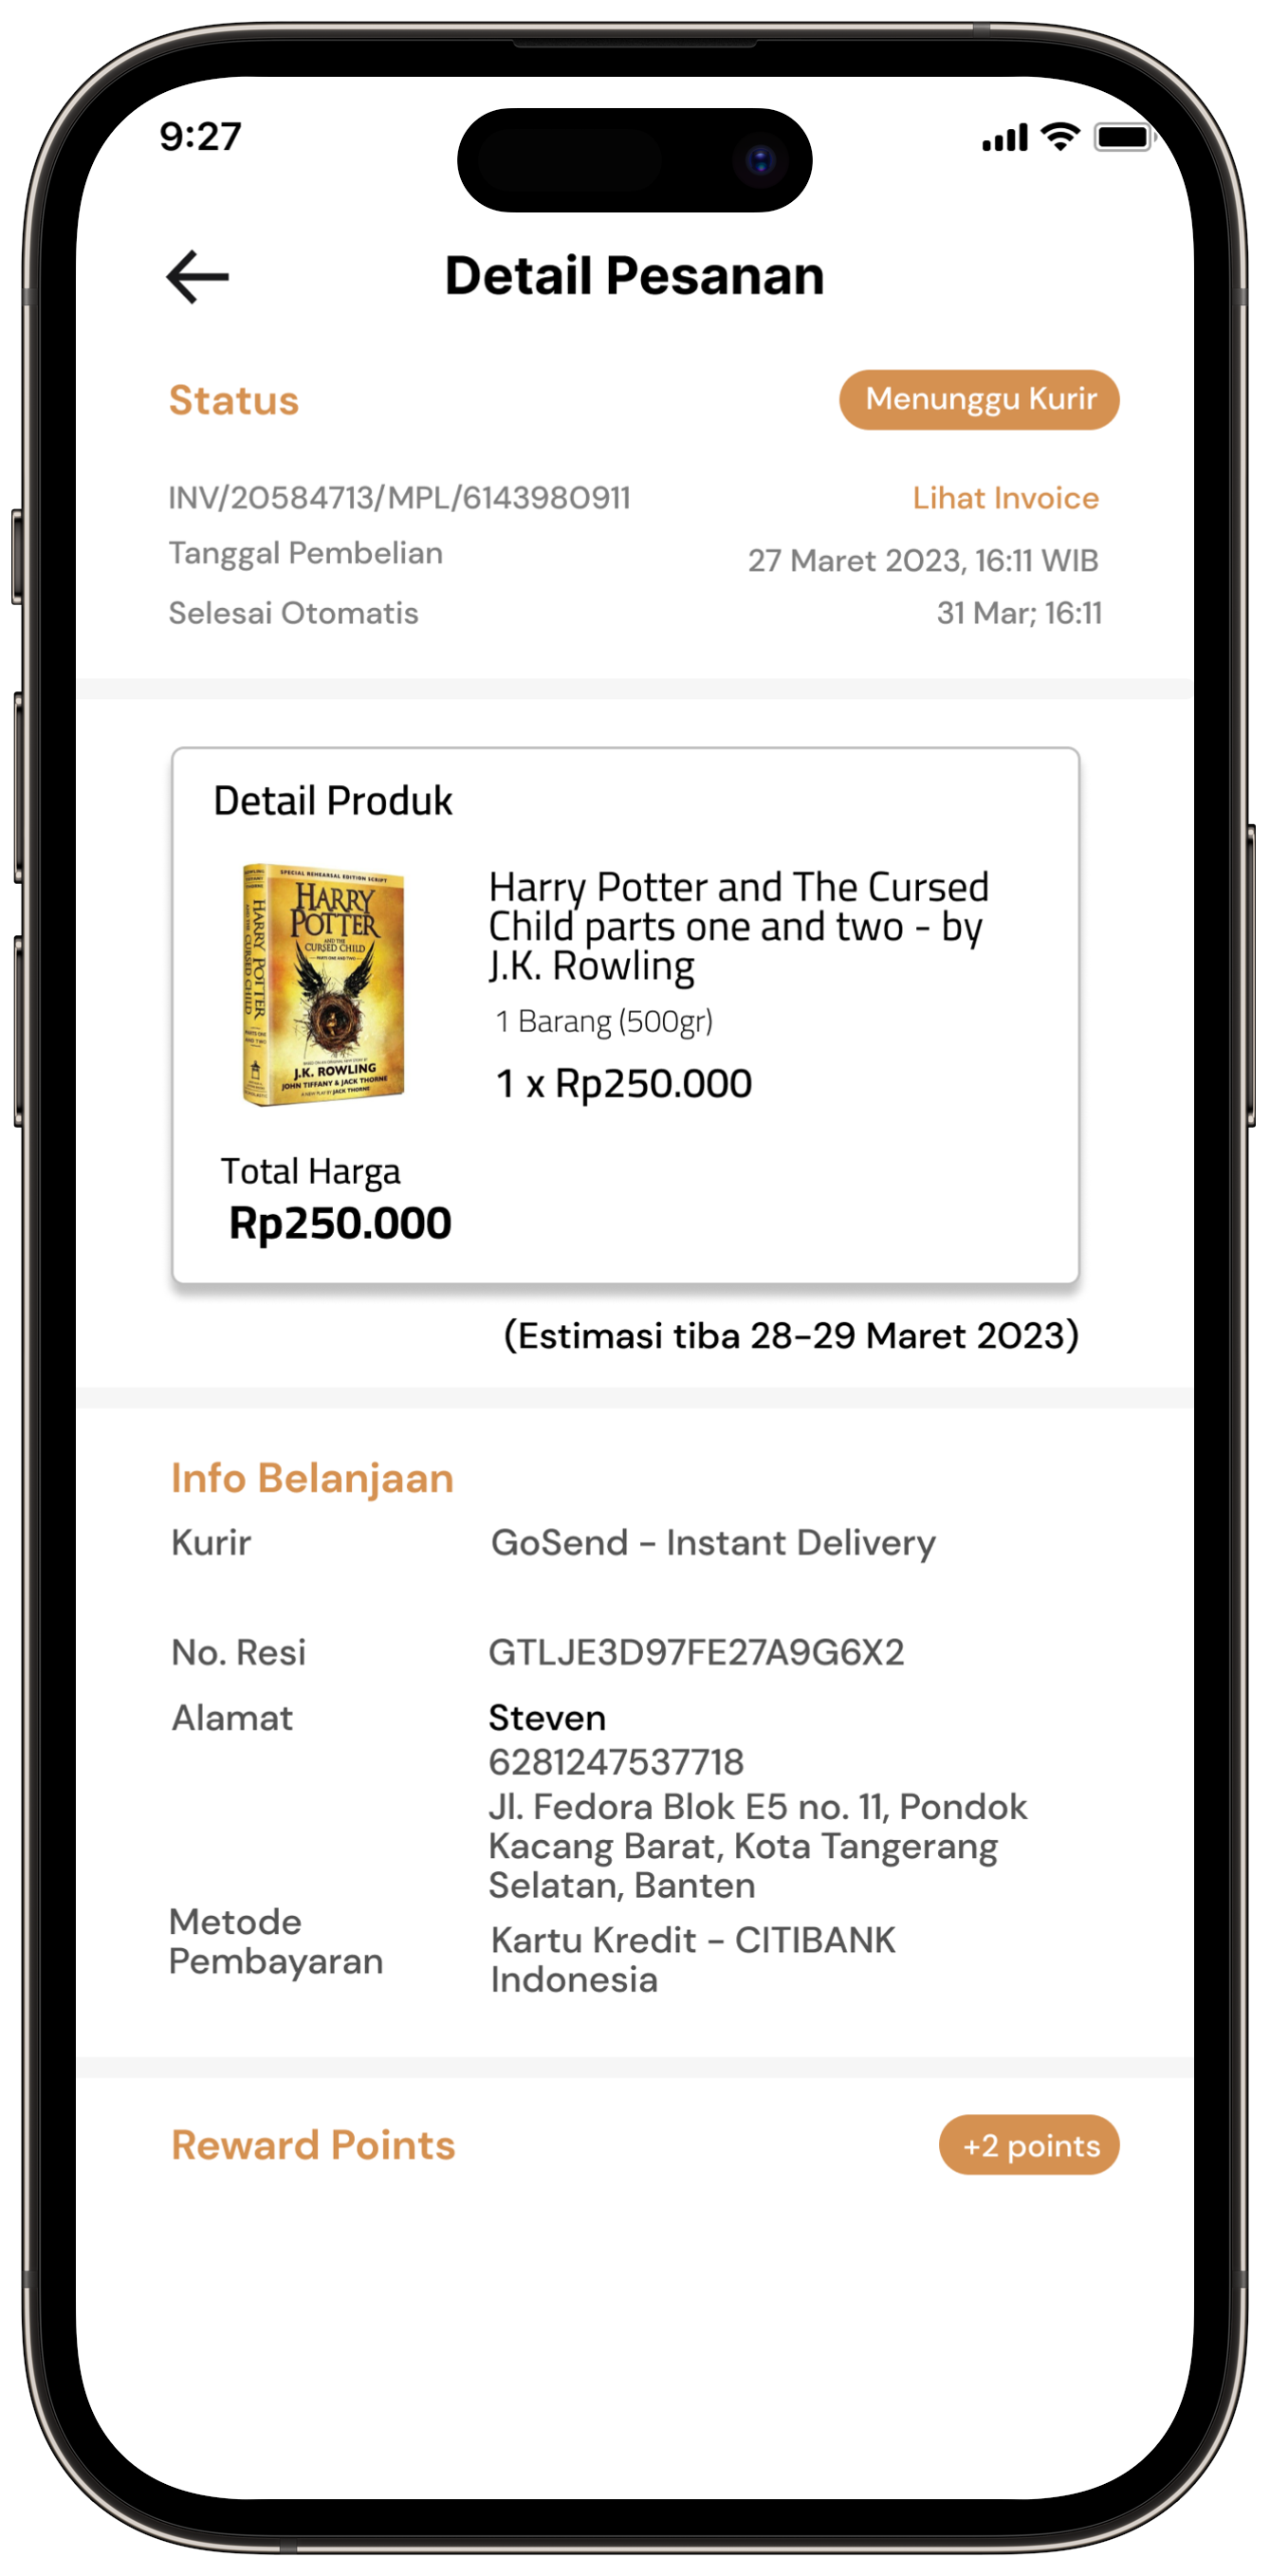 9:27
Detail Pesanan
Status
Menunggu Kurir
INV/20584713/MPL/6143980911
Lihat Invoice
Tanggal Pembelian
27 Maret 2023, 16:11 WIB
Selesai Otomatis
31 Mar; 16:11
Detail Produk
SPECIAL REHEARSAL EDITION SCRIPT
HARRY
POTTER
AND THE
CURSED CHILD
PARTS ONE AND TWO
J.K. ROWLING
JOHN TIFFANY & JACK THORNE
A NEW PLAY BY JACK THORNE
HARRY POTTER
AND THE CURSED CHILD
Harry Potter and The Cursed
Child parts one and two - by
J.K. Rowling
1 Barang (500gr)
1 x Rp250.000
Total Harga
Rp250.000
(Estimasi tiba 28-29 Maret 2023)
Info Belanjaan
Kurir
GoSend - Instant Delivery
No. Resi
GTLJE3D97FE27A9G6X2
Alamat
Steven
6281247537718
Jl. Fedora Blok E5 no. 11, Pondok
Kacang Barat, Kota Tangerang
Selatan, Banten
Metode
Pembayaran
Kartu Kredit - CITIBANK
Indonesia
Reward Points
+2 points